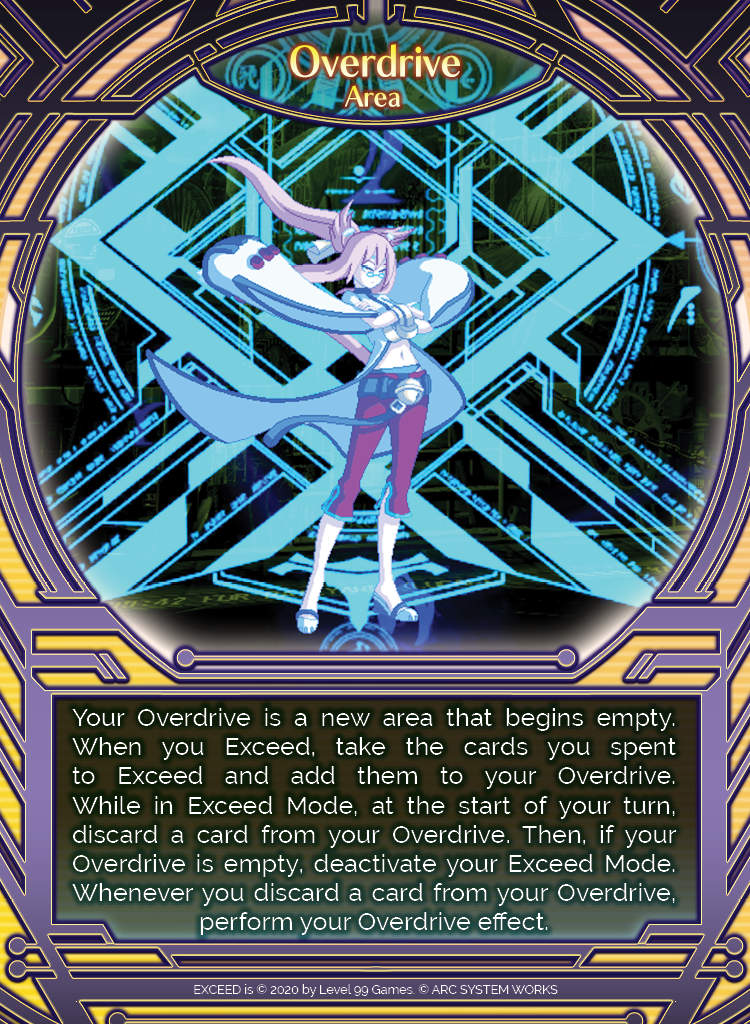 Overdrive
Area
Your Overdrive is a new area that begins empty.
When you Exceed, take the cards you spent
to Exceed and add them to your Overdrive.
While in Exceed Mode, at the start of your turn,
discard a card from your Overdrive. Then, if your
Overdrive is empty, deactivate your Exceed Mode.
Whenever you discard a card from your Overdrive,
perform your Overdrive effect.
EXCEED is © 2020 by Level 99 Games. © ARC SYSTEM WORKS